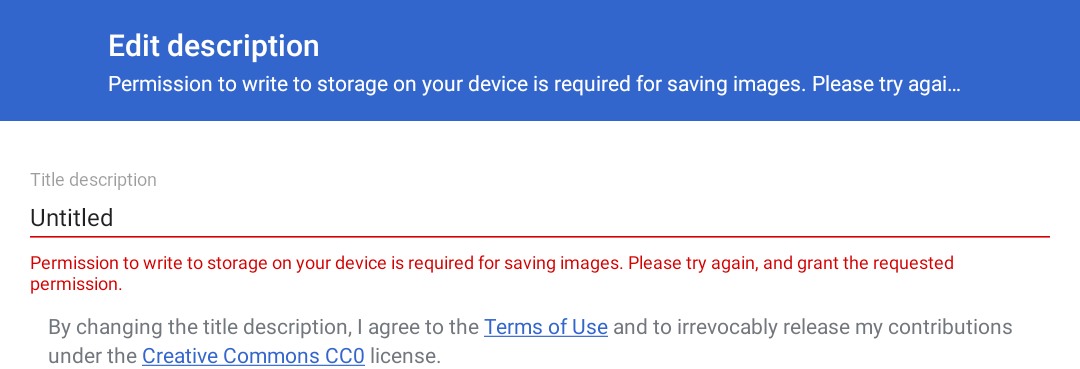 Edit description
Permission to write to storage on your device is required for saving images. Please try agai…
Title description
Untitled
Permission to write to storage on your device is required for saving images. Please try again, and grant the requested
permission.
By changing the title description, I agree to the Terms of Use and to irrevocably release my contributions
under the Creative Commons CC0 license.